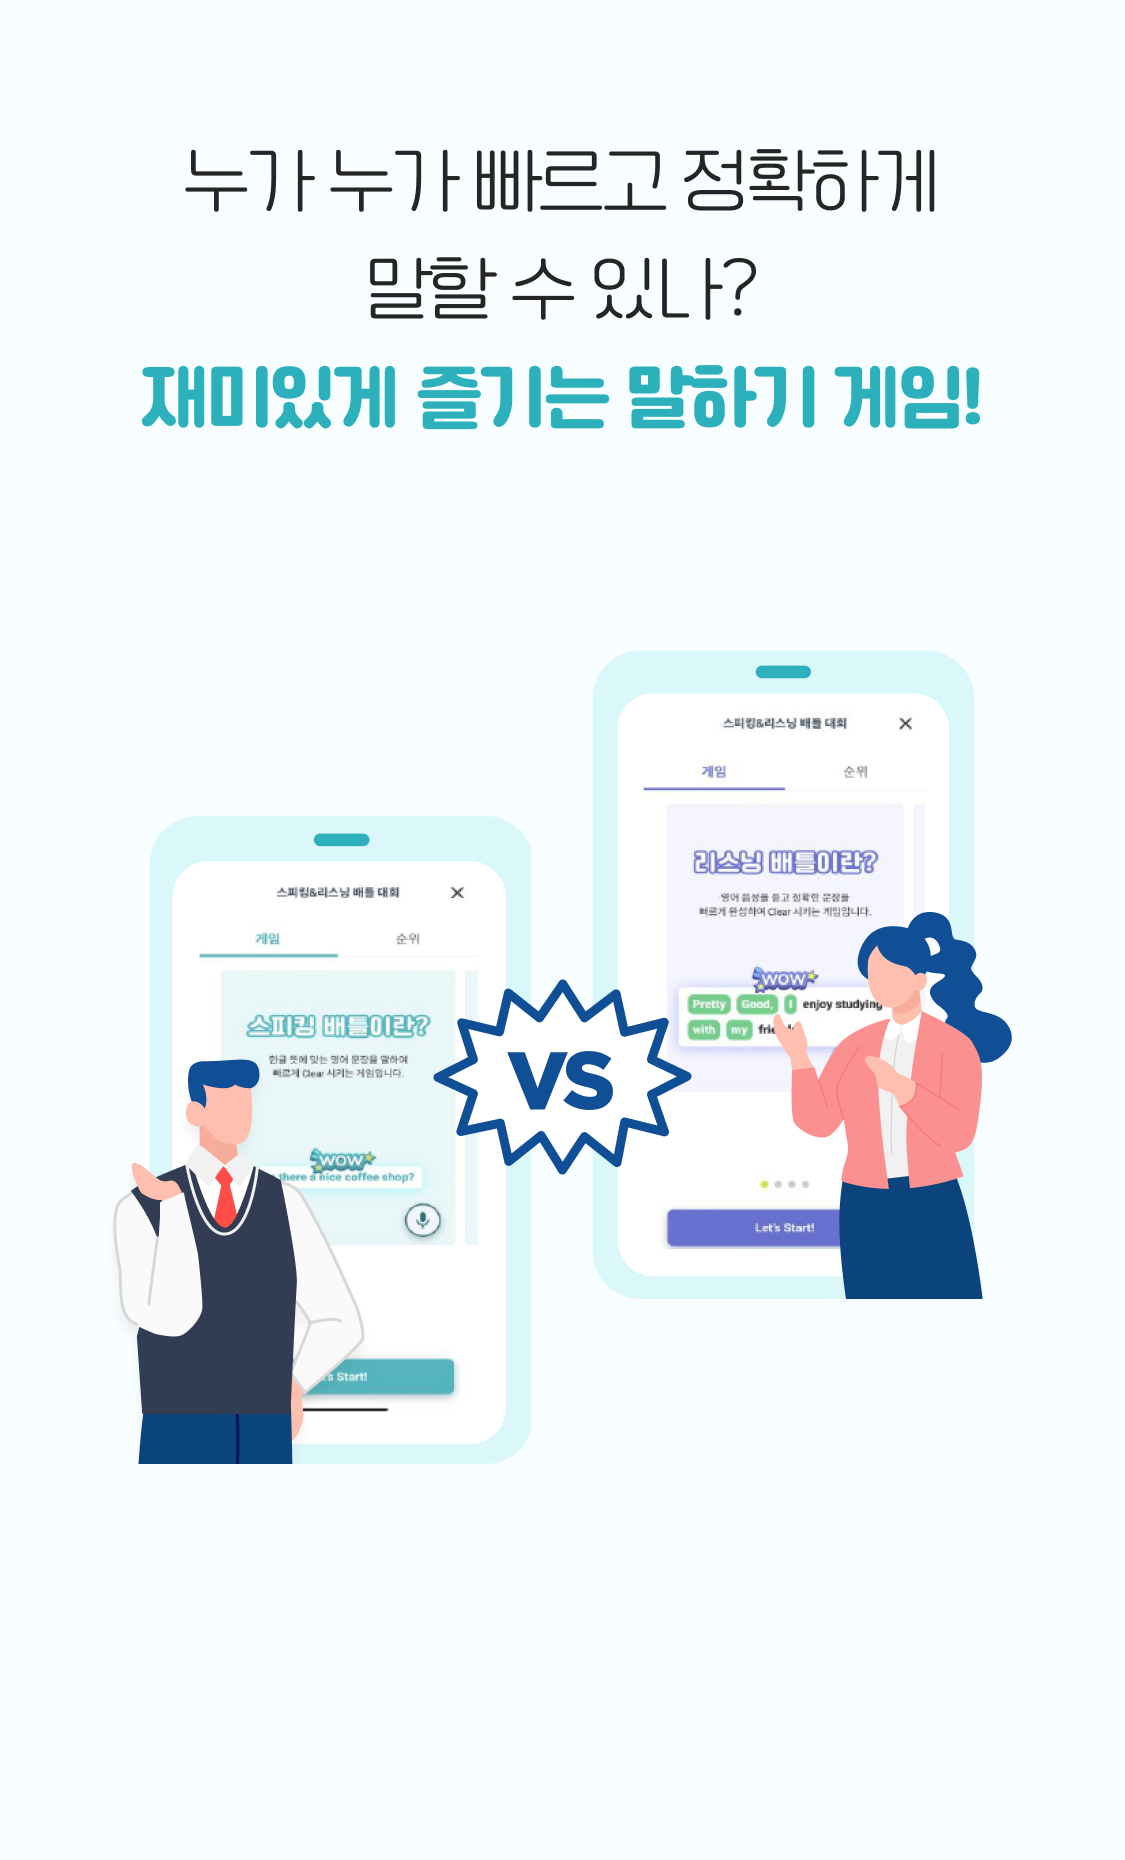 누가 누가 빠르고 정확하게
말할 수 있나?
재미있게 즐기는 말하기 게임!
스피킹&리스닝 배틀 대회
게임 순위
리스닝 배틀이란?
영어 음성을 듣고 정확한 문장을
빠르게 완성하여 Clear 시키는 게임입니다.
WOW
Pretty Good, I enjoy studying
with my
Let's Start!
VS
스피킹&리스닝 배틀 대회
게임 순위
스피킹 배틀이란?
한글 뜻에 맞는 영어 문장을 말하여
빠르게 Clear 시키는 게임입니다.
WOW
there a nice coffee shop?
Start!